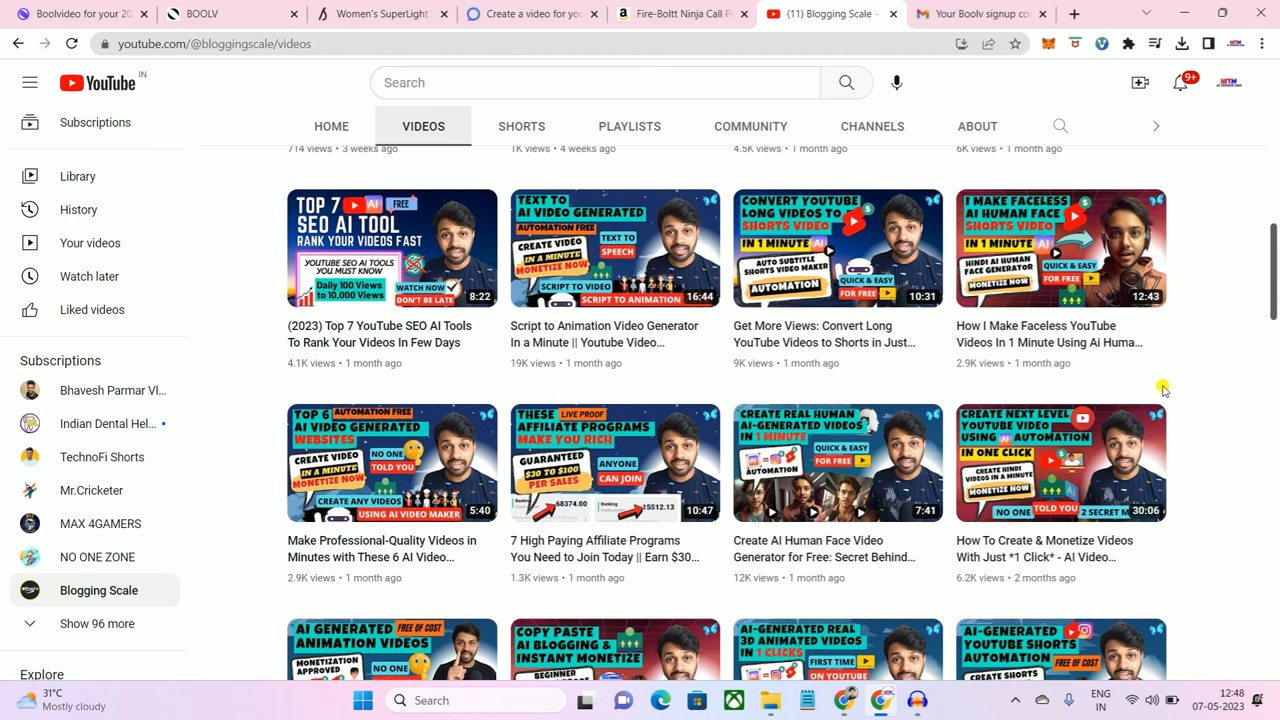 Boolvideo for your 20
BOOLV
Women's SuperLight
Create a video for you
Fire-Boltt Ninja Call Pr
(11) Blogging Scale -
Your Boolv signup co
youtube.com/@bloggingscale/videos
YouTube IN
Search
9+
MTN
Subscriptions
HOME
VIDEOS
SHORTS
PLAYLISTS
COMMUNITY
CHANNELS
ABOUT
714 views • 3 weeks ago
1K views • 4 weeks ago
4.5K views • 1 month ago
6K views • 1 month ago
Library
History
Your videos
Watch later
Liked videos
Subscriptions
Bhavesh Parmar Vl...
Indian Dental Hel...
TechnoFi Shorts
Mr.Cricketer
MAX 4GAMERS
NO ONE ZONE
Blogging Scale
Show 96 more
Explore
TOP 7 AI FREE
SEO AI TOOL
RANK YOUR VIDEOS FAST
YOUTUBE SEO AI TOOLS
YOU MUST KNOW
Daily 100 Views
to 10,000 Views
WATCH NOW
DON'T BE LATE
8:22
(2023) Top 7 YouTube SEO AI Tools
To Rank Your Videos In Few Days
4.1K views • 1 month ago
TEXT TO
AI VIDEO GENERATED
AUTOMATION FREE
CREATE VIDEO
IN A MINUTE
MONETIZE NOW
TEXT TO
SPEECH
SCRIPT TO VIDEO
SCRIPT TO ANIMATION
16:44
Script to Animation Video Generator
In a Minute || Youtube Video...
19K views • 1 month ago
CONVERT YOUTUBE
LONG VIDEOS TO
SHORTS VIDEO
IN 1 MINUTE AI
AUTO SUBTITLE
SHORTS VIDEO MAKER
AUTOMATION
QUICK & EASY
FOR FREE
10:31
Get More Views: Convert Long
YouTube Videos to Shorts in Just...
9K views • 1 month ago
I MAKE FACELESS
AI HUMAN FACE
SHORTS VIDEO
IN 1 MINUTE AI
HINDI AI HUMAN
FACE GENERATOR
MONETIZE NOW
QUICK & EASY
FOR FREE
12:43
How I Make Faceless YouTube
Videos In 1 Minute Using Ai Huma...
2.9K views • 1 month ago
TOP 6 AUTOMATION FREE
AI VIDEO GENERATED
WEBSITES
CREATE VIDEO
IN A MINUTE
MONETIZE NOW
NO ONE
TOLD YOU
CREATE ANY VIDEOS
USING AI VIDEO MAKER
5:40
Make Professional-Quality Videos in
Minutes with These 6 AI Video...
2.9K views • 1 month ago
THESE LIVE PROOF
AFFILIATE PROGRAMS
MAKE YOU RICH
GUARANTEED
$30 TO $100
PER SALES
ANYONE
CAN JOIN
Banking
68374.00
Banking
15512.13
10:47
7 High Paying Affiliate Programs
You Need to Join Today || Earn $30...
1.3K views • 1 month ago
CREATE REAL HUMAN
AI-GENERATED VIDEOS
IN 1 MINUTE
AUTOMATION
QUICK & EASY
FOR FREE
7:41
Create AI Human Face Video
Generator for Free: Secret Behind...
12K views • 1 month ago
CREATE NEXT LEVEL
YOUTUBE VIDEO
USING AI AUTOMATION
IN ONE CLICK
CREATE HINDI
VIDEOS IN A MINUTE
MONETIZE NOW
NO ONE TOLD YOU 2 SECRET
30:06
How To Create & Monetize Videos
With Just *1 Click* - AI Video...
6.2K views • 2 months ago
AI GENERATED FREE OF COST
ANIMATION VIDEOS
MONETIZATION
APPROVED
NO ONE
COPY PASTE
AI BLOGGING &
INSTANT MONETIZE
BEGINNER
AI-GENERATED REAL
3D ANIMATED VIDEOS
IN 1 CLICKS
FIRST TIME
ON YOUTUBE
AI-GENERATED
YOUTUBE SHORTS
AUTOMATION
FREE OF COST
CREATE SHORTS
31°C
Mostly cloudy
Search
ENG
IN
12:48
07-05-2023